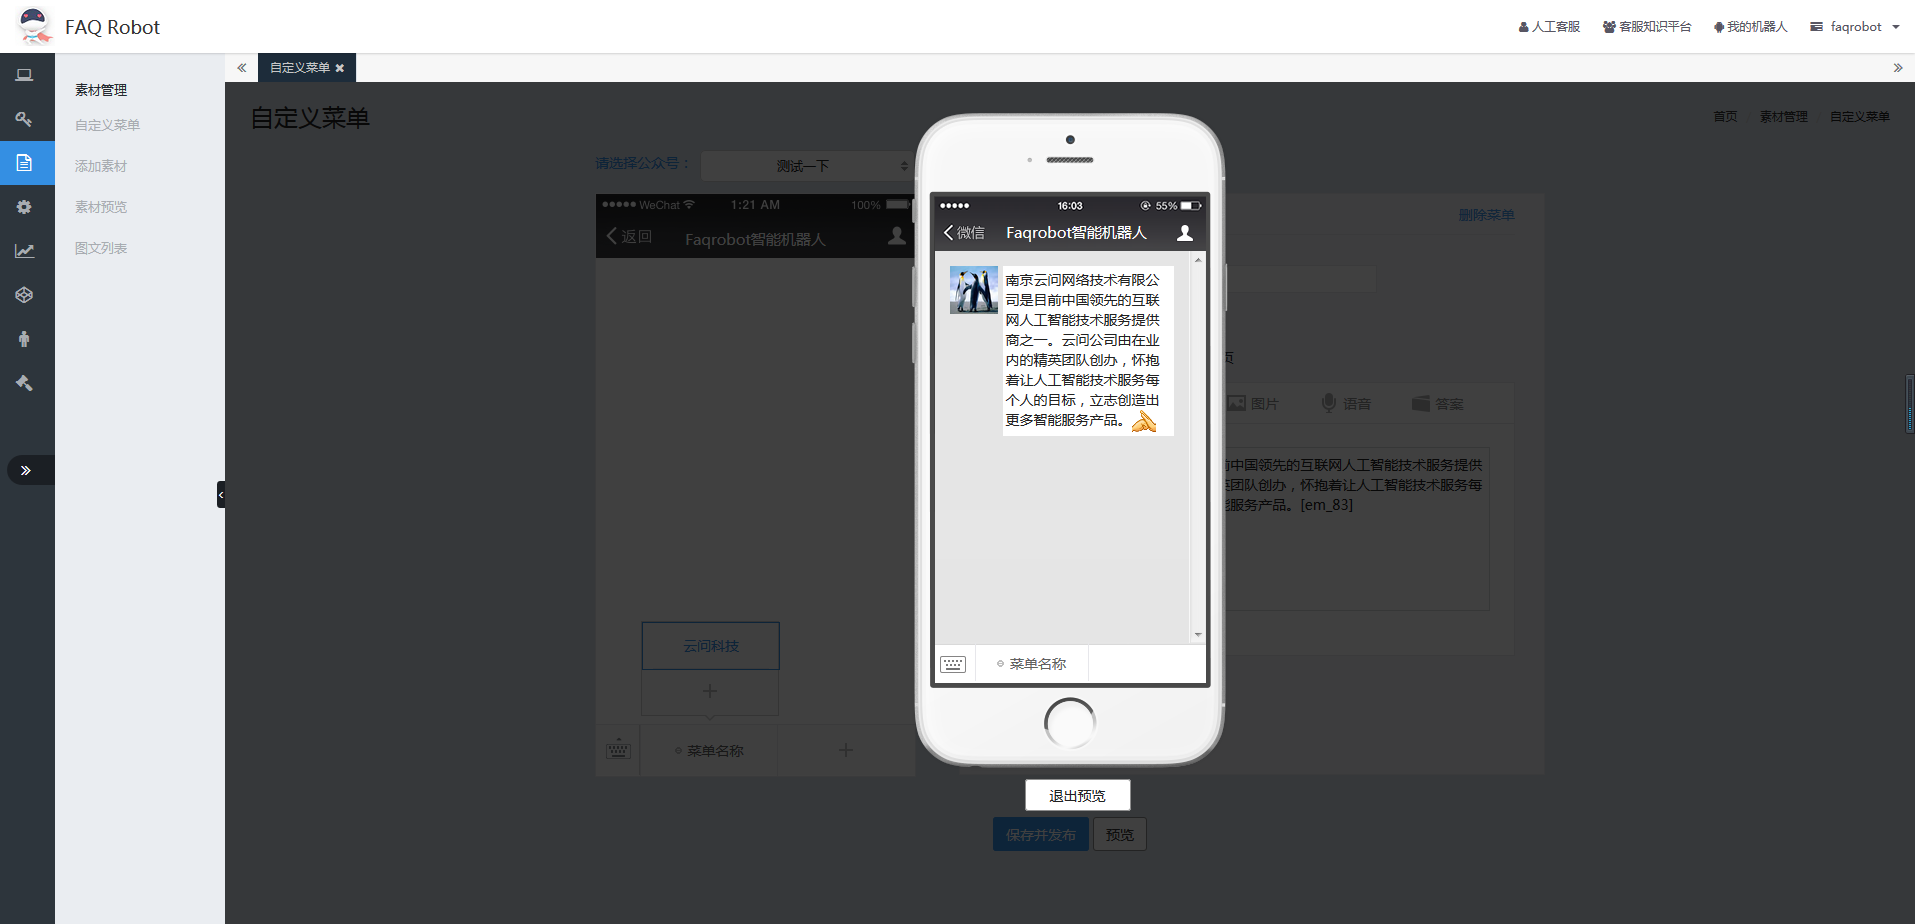 FAQ Robot
人工客服
客服知识平台
我的机器人
faqrobot
素材管理
自定义菜单
添加素材
素材预览
图文列表
自定义菜单
自定义菜单
首页 / 素材管理 / 自定义菜单
请选择公众号：
测试一下
WeChat
1:21 AM
100%
返回
Faqrobot智能机器人
云问科技
菜单名称
16:03
55%
微信
Faqrobot智能机器人
南京云问网络技术有限公
司是目前中国领先的互联
网人工智能技术服务提供
商之一。云问公司由在业
内的精英团队创办，怀抱
着让人工智能技术服务每
个人的目标，立志创造出
更多智能服务产品。
菜单名称
删除菜单
页
图片
语音
答案
前中国领先的互联网人工智能技术服务提供
英团队创办，怀抱着让人工智能技术服务每
能服务产品。[em_83]
退出预览
保存并发布
预览